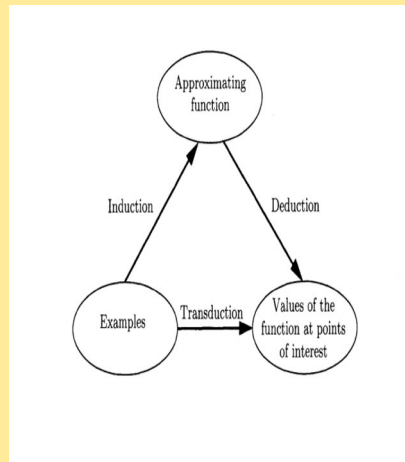 Approximating
function
Induction
Deduction
Examples
Transduction
Values of the
function at points
of interest